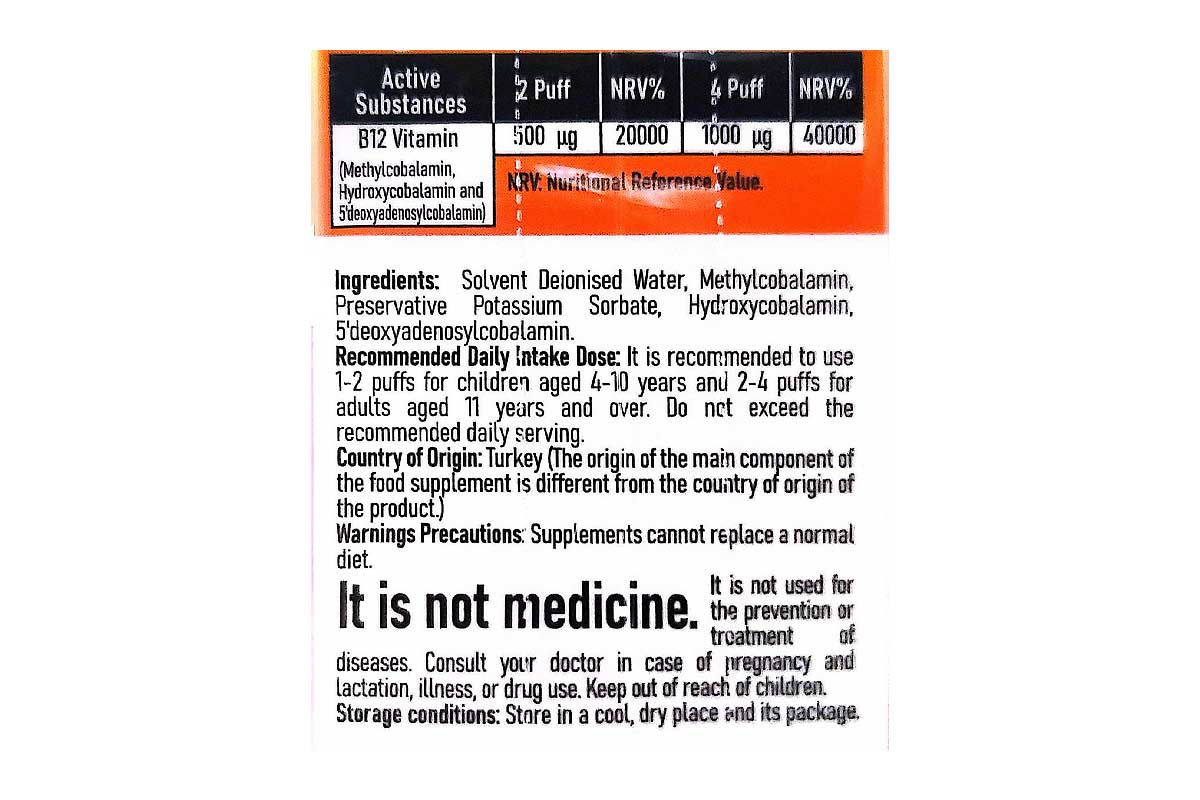 Active Substances | 2 Puff | NRV% | 4 Puff | NRV%
B12 Vitamin | 500 µg | 20000 | 1000 µg | 40000
(Methylcobalamin,
Hydroxycobalamin and
5'deoxyadenosylcobalamin)
NRV: Nuritional Reference Value.
Ingredients: Solvent Deionised Water, Methylcobalamin,
Preservative Potassium Sorbate, Hydroxycobalamin,
5'deoxyadenosylcobalamin.
Recommended Daily Intake Dose: It is recommended to use
1-2 puffs for children aged 4-10 years and 2-4 puffs for
adults aged 11 years and over. Do not exceed the
recommended daily serving.
Country of Origin: Turkey (The origin of the main component of
the food supplement is different from the country of origin of
the product.)
Warnings Precautions: Supplements cannot replace a normal
diet.
It is not medicine. It is not used for
the prevention or
treatment of
diseases. Consult your doctor in case of pregnancy and
lactation, illness, or drug use. Keep out of reach of children.
Storage conditions: Store in a cool, dry place and its package.